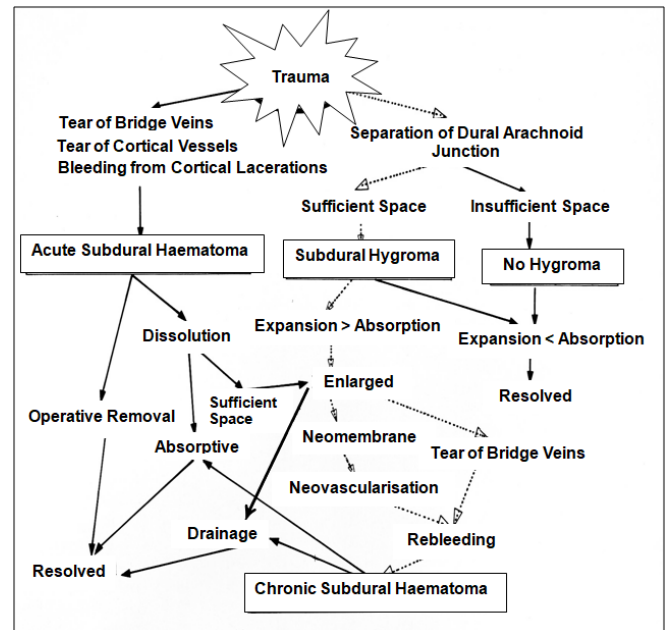 Trauma
Tear of Bridge Veins
Tear of Cortical Vessels
Bleeding from Cortical Lacerations
Separation of Dural Arachnoid
Junction
Sufficient Space
Insufficient Space
Acute Subdural Haematoma
Subdural Hygroma
No Hygroma
Dissolution
Expansion > Absorption
Expansion < Absorption
Enlarged
Resolved
Operative Removal
Sufficient
Space
Absorptive
Neomembrane
Tear of Bridge Veins
Neovascularisation
Drainage
Rebleeding
Resolved
Chronic Subdural Haematoma